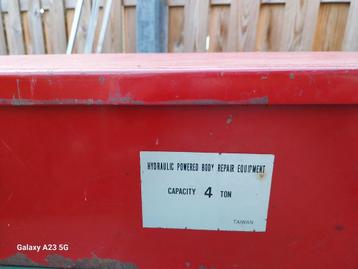 HYDRAULIC POWERED BODY REPAIR EQUIPMENT
CAPACITY 4 TON
TAIWAN
Galaxy A23 5G